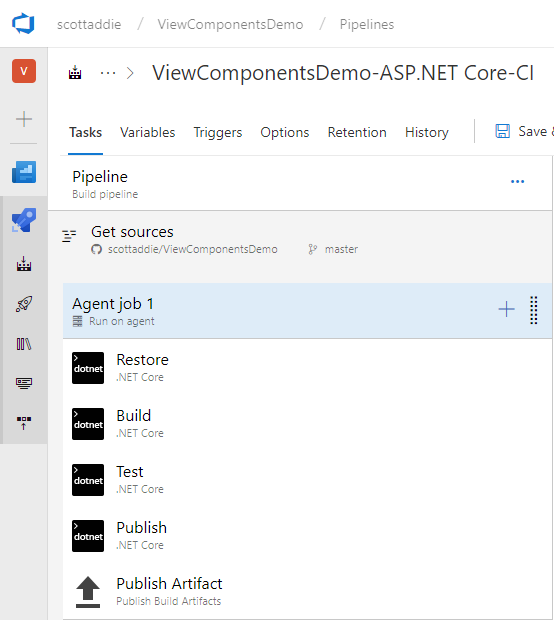 scottaddie / ViewComponentsDemo / Pipelines
V
··· > ViewComponentsDemo-ASP.NET Core-CI
Tasks Variables Triggers Options Retention History Save &
Pipeline
Build pipeline
···
Get sources
scottaddie/ViewComponentsDemo master
Agent job 1
Run on agent
dotnet
Restore
.NET Core
dotnet
Build
.NET Core
dotnet
Test
.NET Core
dotnet
Publish
.NET Core
Publish Artifact
Publish Build Artifacts